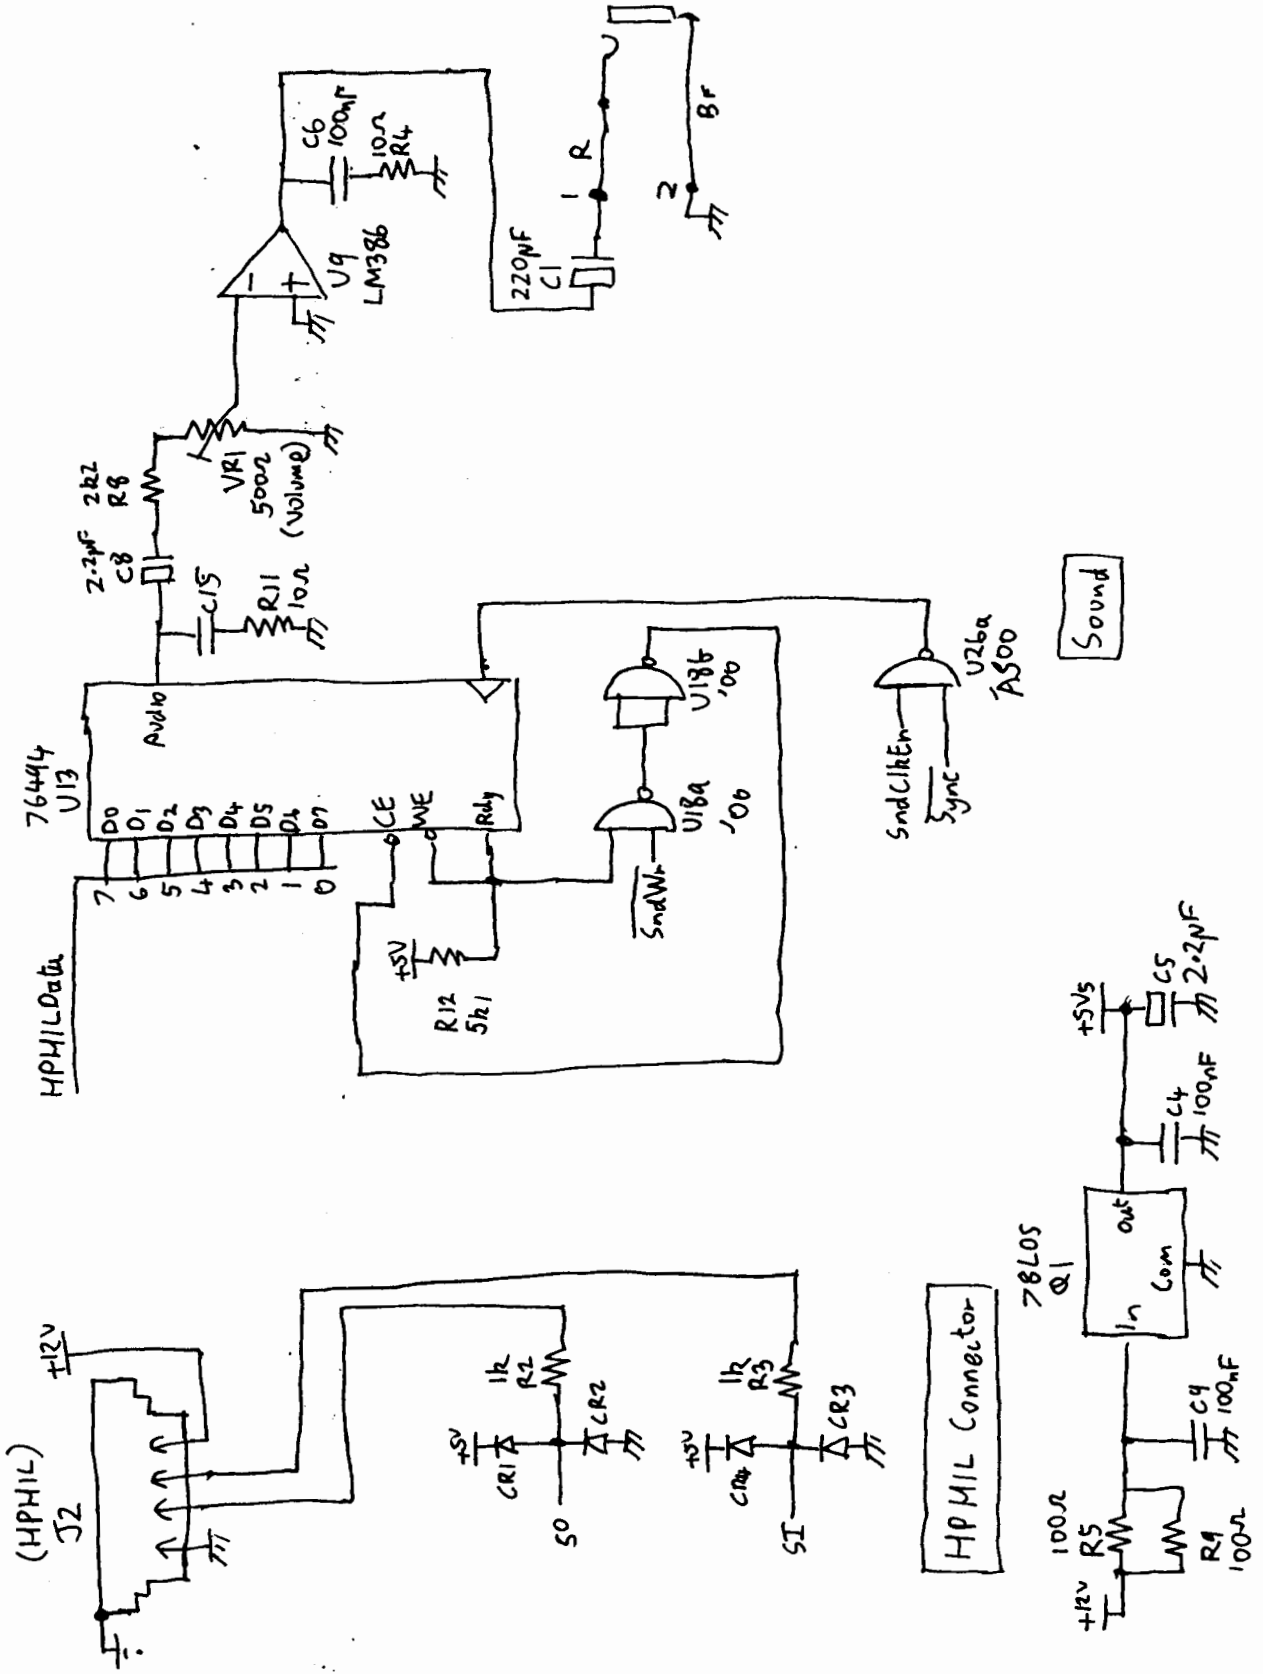 (HPHIL)
J2
+12V
1k
R2
+5V
CR1
CR2
SO
1k
R3
+5V
CR4
CR3
SI
HPHIL Connector
+12V
100Ω
R5
R9
100Ω
C9
100nF
78L05
Q1
In
Out
Com
C4
100nF
+5VS
C5
2.2µF
HPHILData
7
6
5
4
3
2
1
0
76494
U13
D0
D1
D2
D3
D4
D5
D6
D7
CE
WE
Rdy
Audio
+5V
R12
5k1
SndWr
U18a
'00
U18b
'00
SndClkEn
Sync
U26a
AS00
Sound
2.2µF
C8
2k2
R8
C15
R11
10Ω
VR1
500Ω
(Volume)
-
+
U9
LM386
C6
100nF
10Ω
R4
220µF
C1
1
R
2
Br